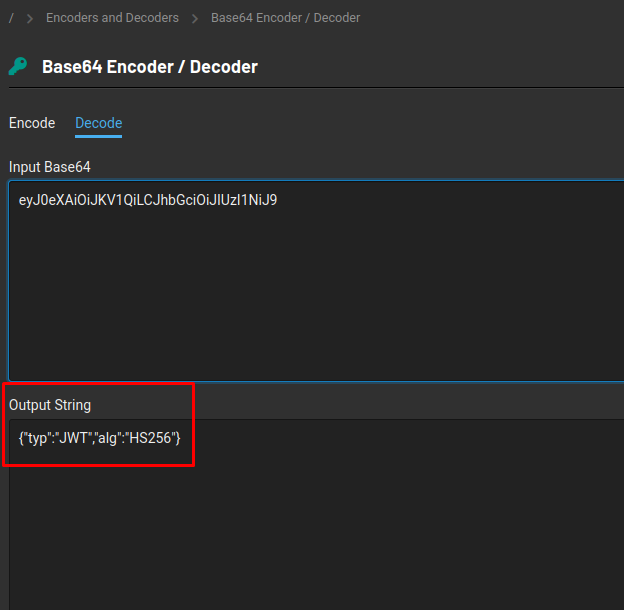 / > Encoders and Decoders > Base64 Encoder / Decoder
Base64 Encoder / Decoder
Encode Decode
Input Base64
eyJ0eXAiOiJKV1QiLCJhbGciOiJIUzI1NiJ9
Output String
{"typ":"JWT","alg":"HS256"}